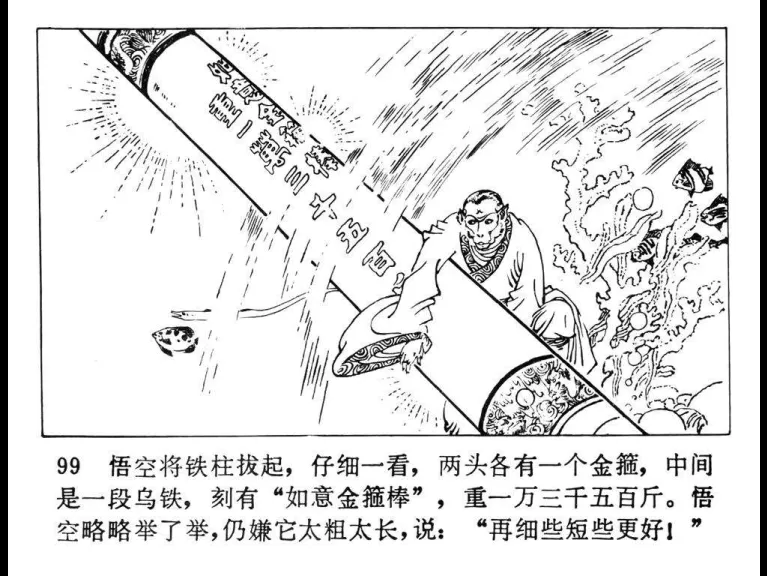 99 悟空将铁柱拔起，仔细一看，两头各有一个金箍，中间
是一段乌铁，刻有“如意金箍棒”，重一万三千五百斤。悟
空略略举了举，仍嫌它太粗太长，说：“再细些短些更好！”